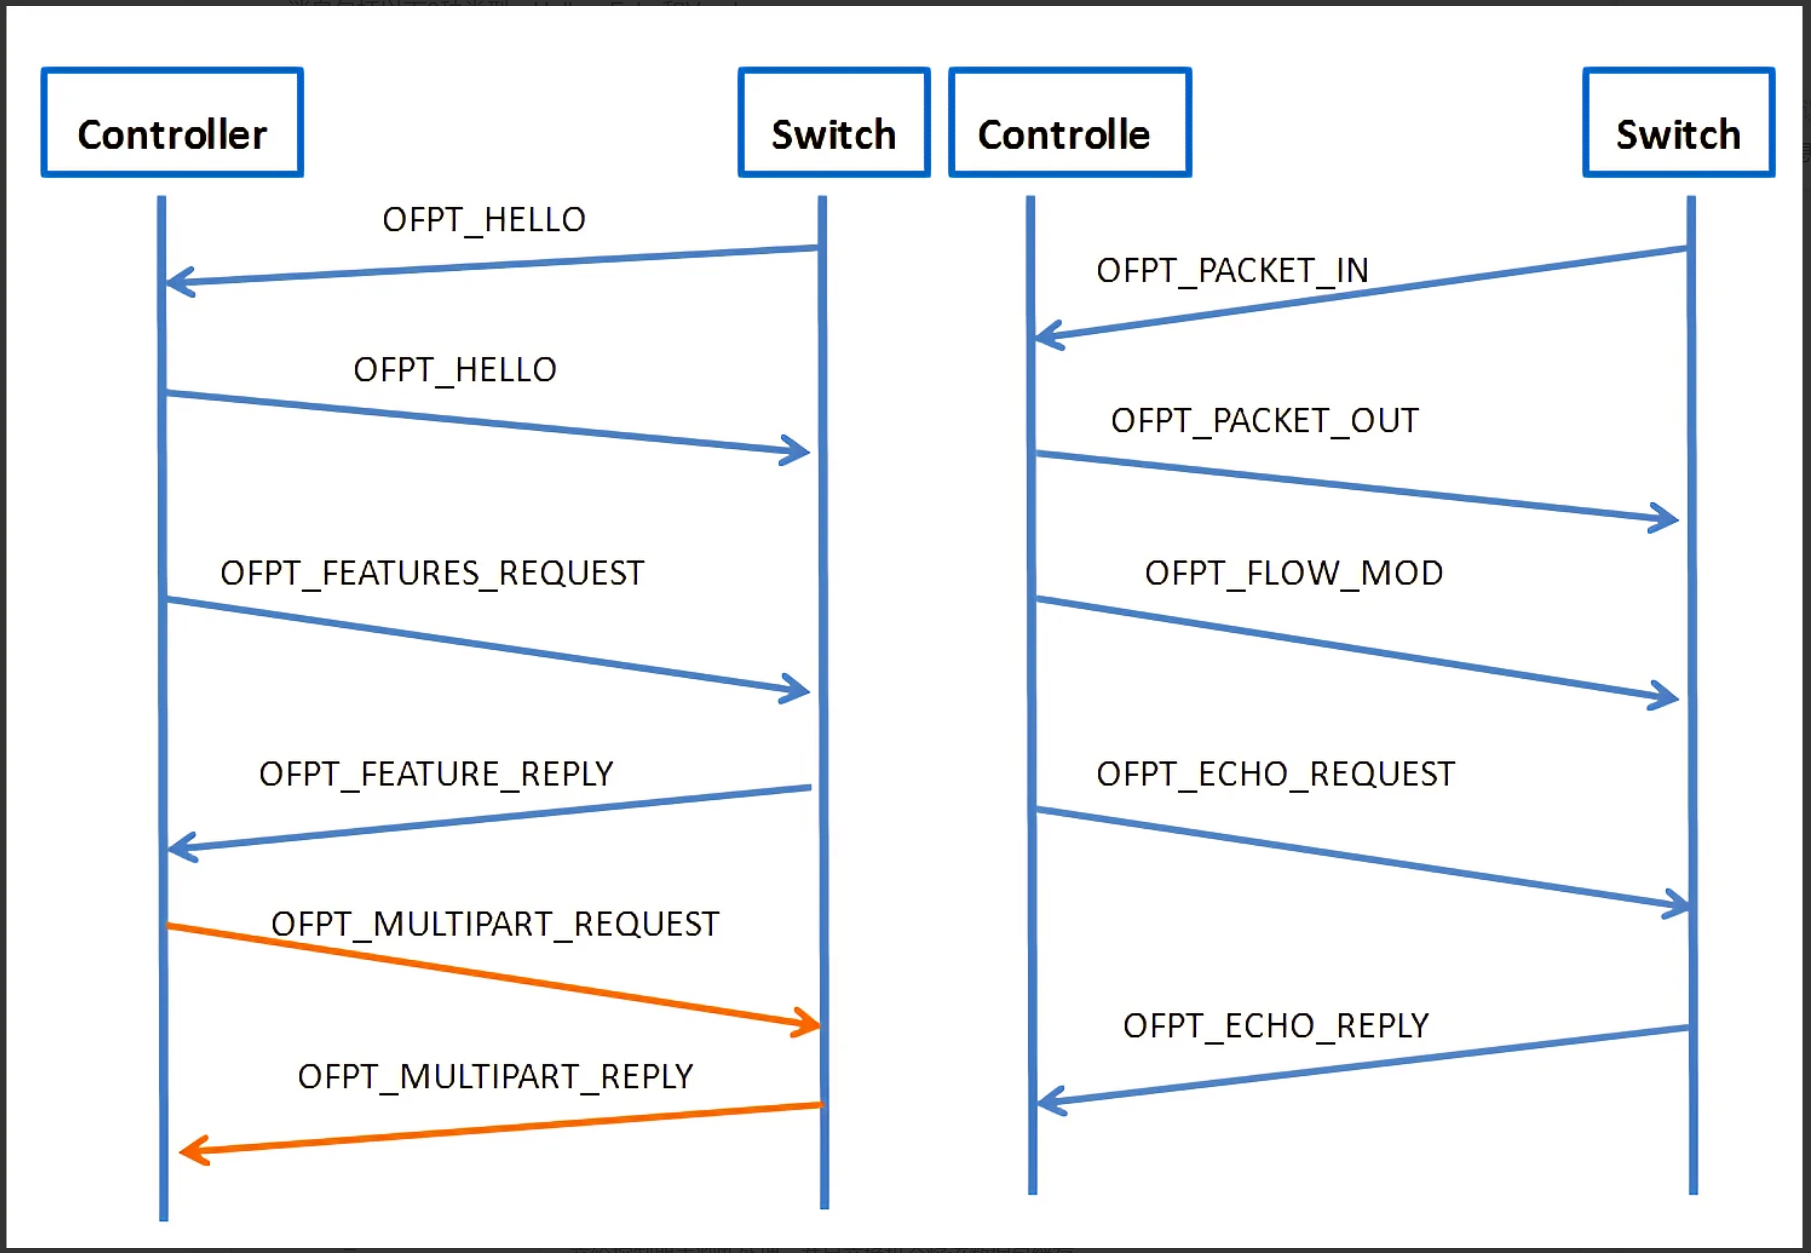 Controller
Switch
OFPT_HELLO
OFPT_HELLO
OFPT_FEATURES_REQUEST
OFPT_FEATURE_REPLY
OFPT_MULTIPART_REQUEST
OFPT_MULTIPART_REPLY
Controlle
Switch
OFPT_PACKET_IN
OFPT_PACKET_OUT
OFPT_FLOW_MOD
OFPT_ECHO_REQUEST
OFPT_ECHO_REPLY